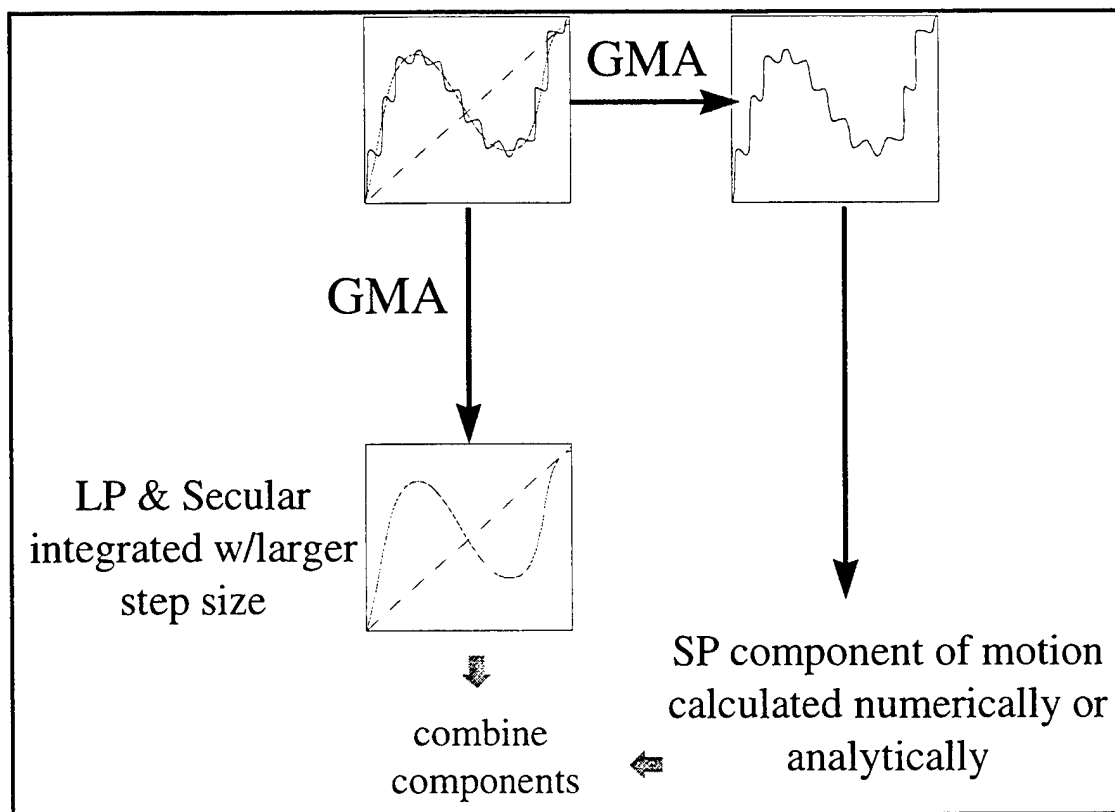 GMA
GMA
LP & Secular
integrated w/larger
step size
SP component of motion
calculated numerically or
analytically
combine
components